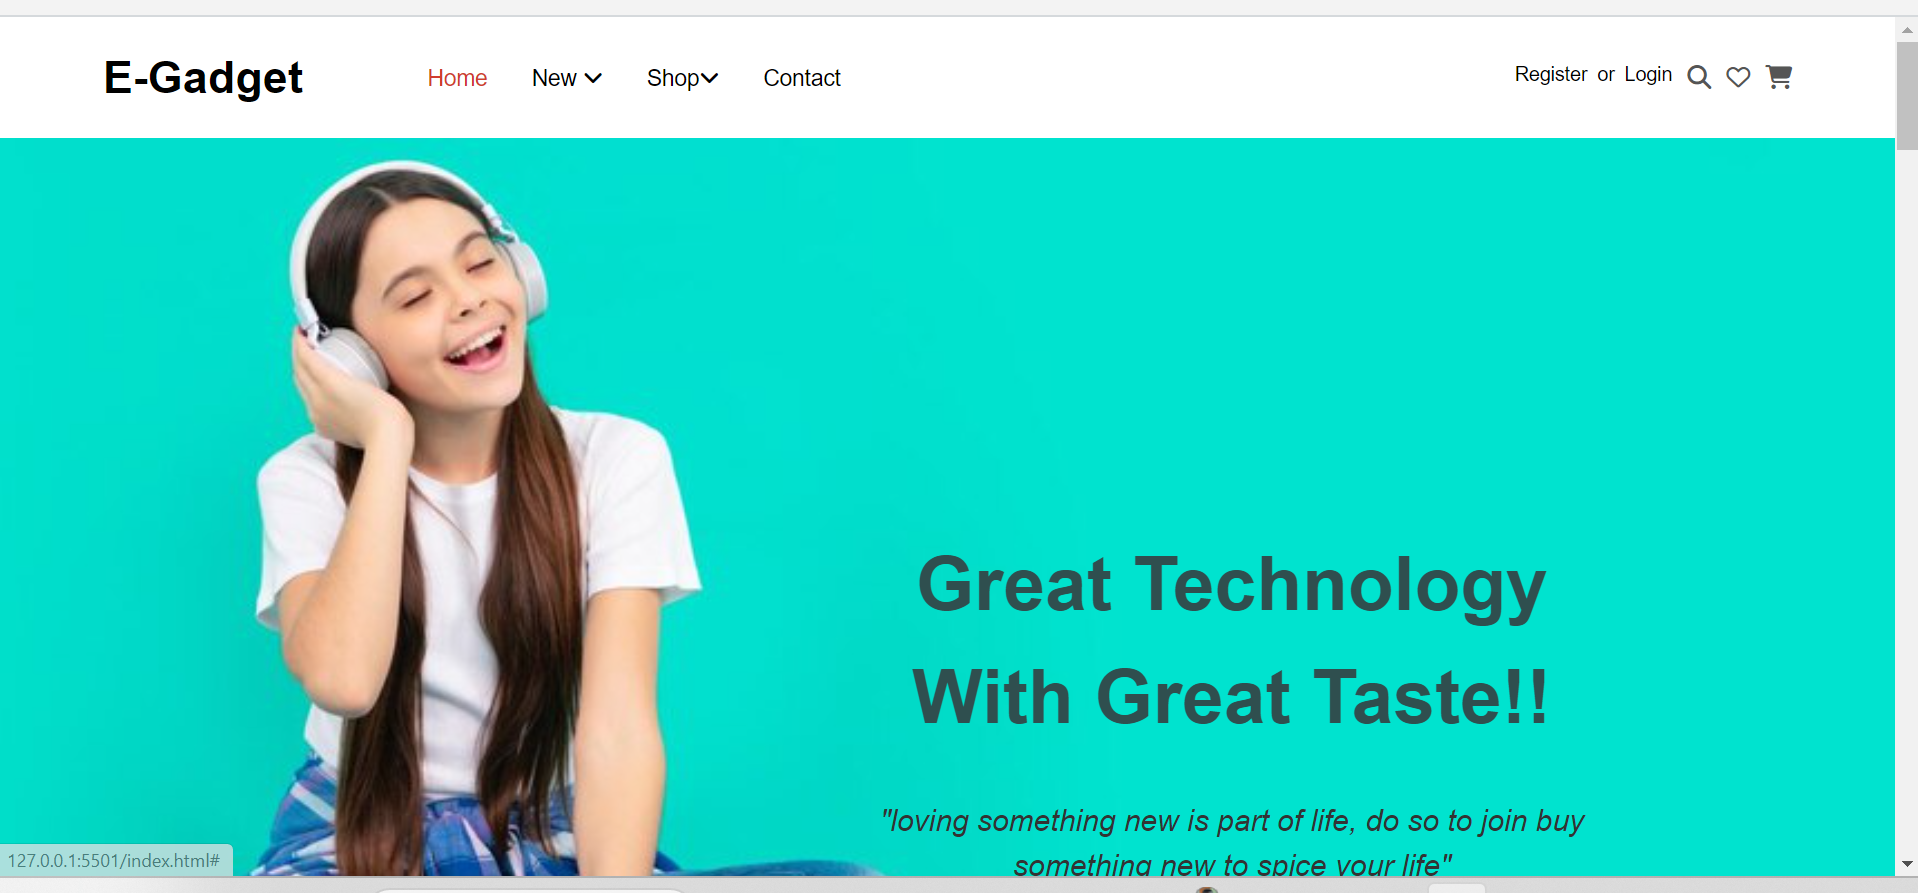 E-Gadget
Home New Shop Contact
Register or Login
Great Technology
With Great Taste!!
"loving something new is part of life, do so to join buy
something new to spice your life"
127.0.0.1:5501/index.html#